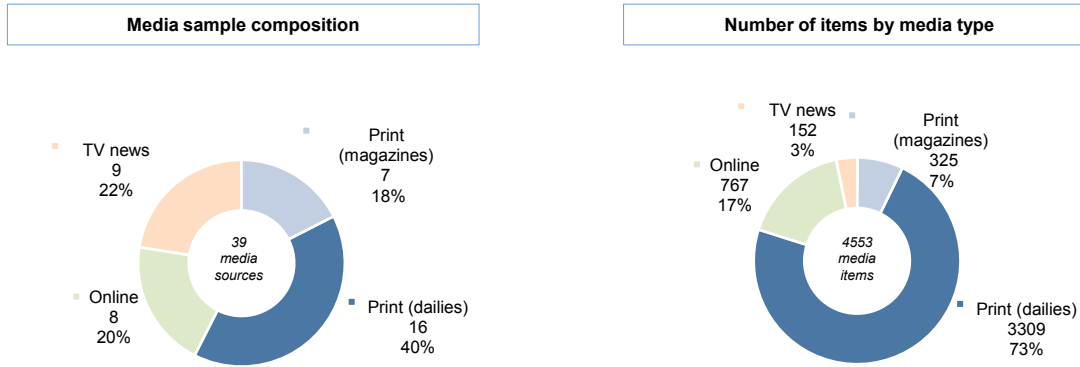 Media sample composition
TV news
9
22%
Print
(magazines)
7
18%
39
media
sources
Online
8
20%
Print (dailies)
16
40%
Number of items by media type
TV news
152
3%
Print
(magazines)
325
7%
Online
767
17%
4553
media
items
Print (dailies)
3309
73%